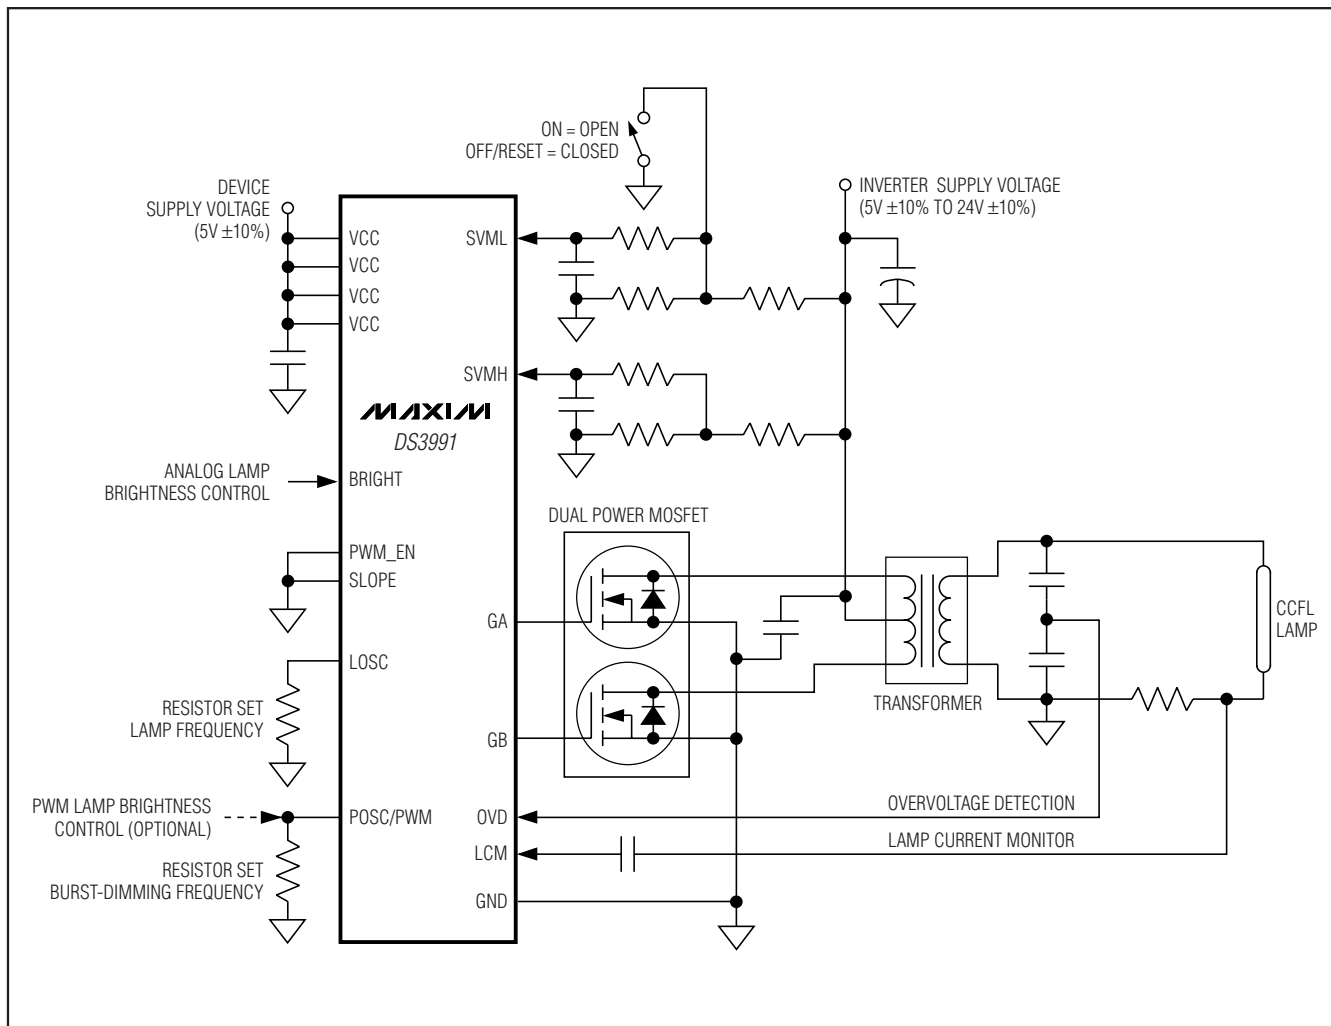 ON = OPEN
OFF/RESET = CLOSED
DEVICE
SUPPLY VOLTAGE
(5V ±10%)
INVERTER SUPPLY VOLTAGE
(5V ±10% TO 24V ±10%)
VCC
VCC
VCC
VCC
SVML
SVMH
MAXIM
DS3991
ANALOG LAMP
BRIGHTNESS CONTROL
BRIGHT
DUAL POWER MOSFET
PWM_EN
SLOPE
GA
LOSC
RESISTOR SET
LAMP FREQUENCY
GB
TRANSFORMER
CCFL
LAMP
PWM LAMP BRIGHTNESS
CONTROL (OPTIONAL)
POSC/PWM
OVD
OVERVOLTAGE DETECTION
LCM
LAMP CURRENT MONITOR
RESISTOR SET
BURST-DIMMING FREQUENCY
GND